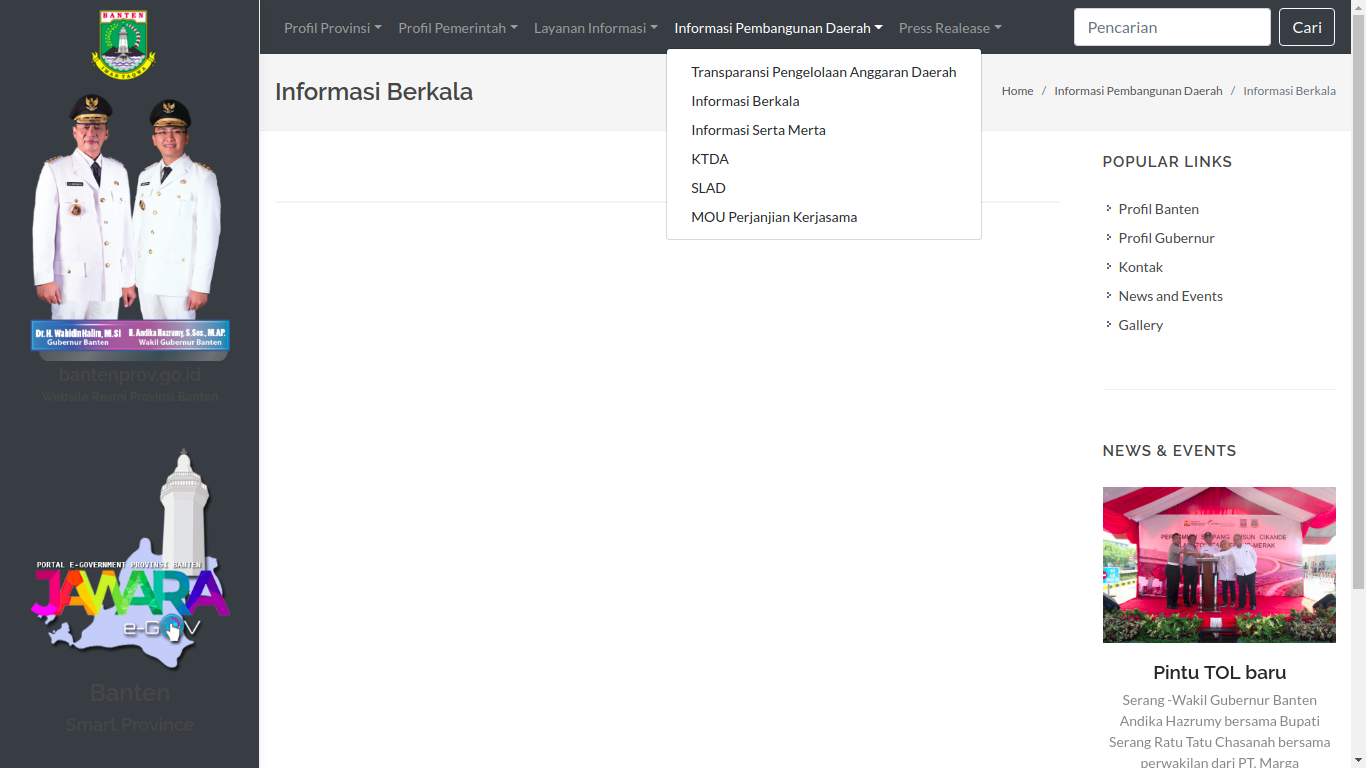 BANTEN
IMAN TAQWA
Dr. H. Wahidin Halim, M.Si
Gubernur Banten
H. Andika Hazrumy, S.Sos., M.AP.
Wakil Gubernur Banten
bantenprov.go.id
Website Resmi Provinsi Banten
PORTAL E-GOVERNMENT PROVINSI BANTEN
JAWARA
e-GOV
Banten
Smart Province
Profil Provinsi
Profil Pemerintah
Layanan Informasi
Informasi Pembangunan Daerah
Press Realease
Pencarian
Cari
Transparansi Pengelolaan Anggaran Daerah
Informasi Berkala
Informasi Serta Merta
KTDA
SLAD
MOU Perjanjian Kerjasama
Informasi Berkala
Home / Informasi Pembangunan Daerah / Informasi Berkala
POPULAR LINKS
Profil Banten
Profil Gubernur
Kontak
News and Events
Gallery
NEWS & EVENTS
Pintu TOL baru
Serang -Wakil Gubernur Banten
Andika Hazrumy bersama Bupati
Serang Ratu Tatu Chasanah bersama
perwakilan dari PT. Marga